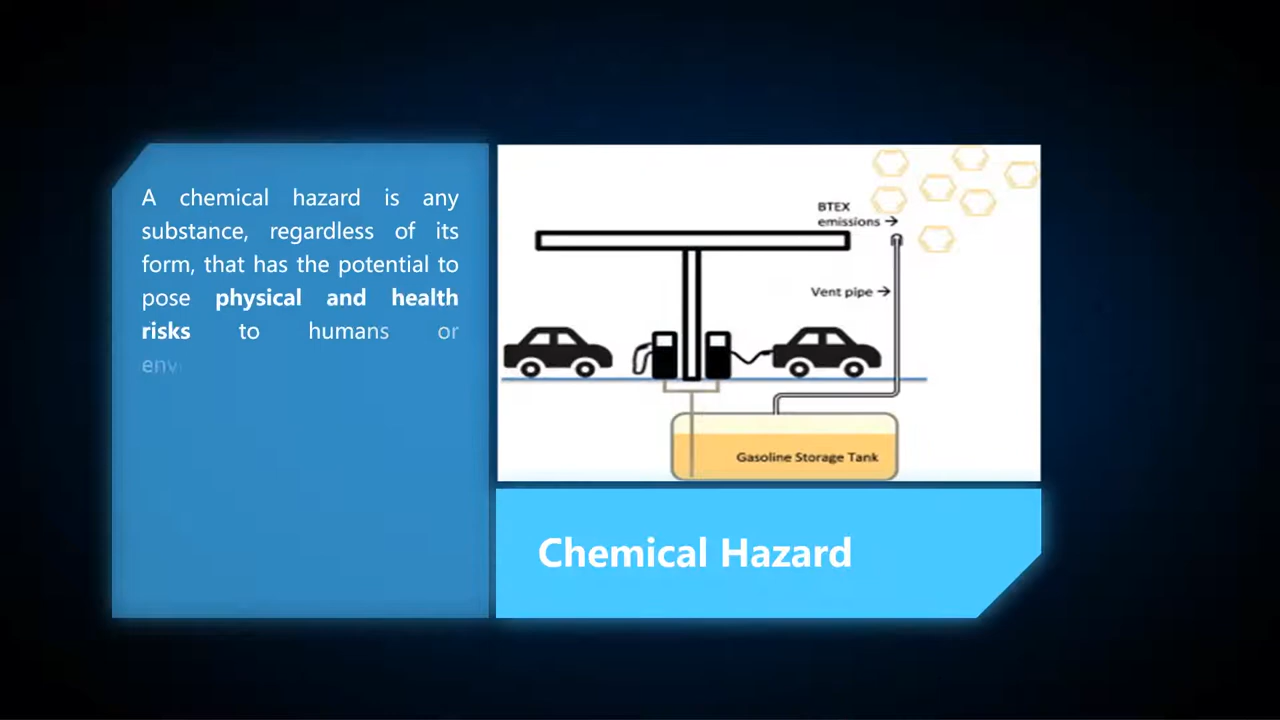 A chemical hazard is any
substance, regardless of its
form, that has the potential to
pose physical and health
risks to humans or
BTEX
emissions →
Vent pipe →
Gasoline Storage Tank
Chemical Hazard